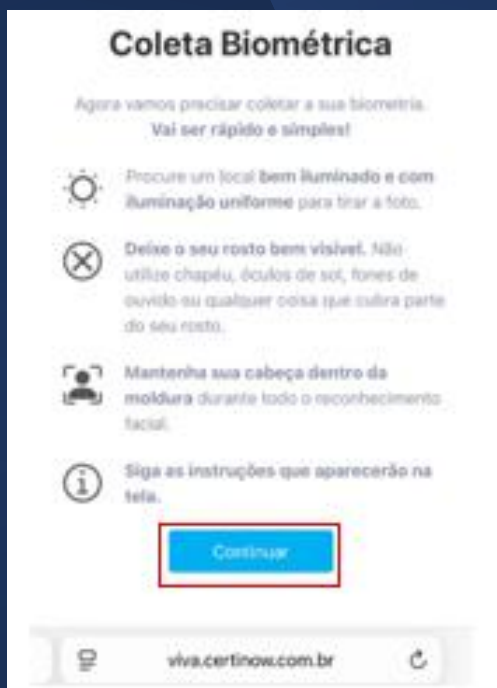 Coleta Biométrica
Agora vamos precisar coletar a sua biometria.
Vai ser rápido e simples!
Procure um local bem iluminado e com
iluminação uniforme para tirar a foto.
Deixe o seu rosto bem visível. Não
utilize chapéu, óculos de sol, fones de
ouvido ou qualquer coisa que cubra parte
do seu rosto.
Mantenha sua cabeça dentro da
moldura durante todo o reconhecimento
facial.
Siga as instruções que aparecerão na
tela.
Continuar
viva.certinow.com.br